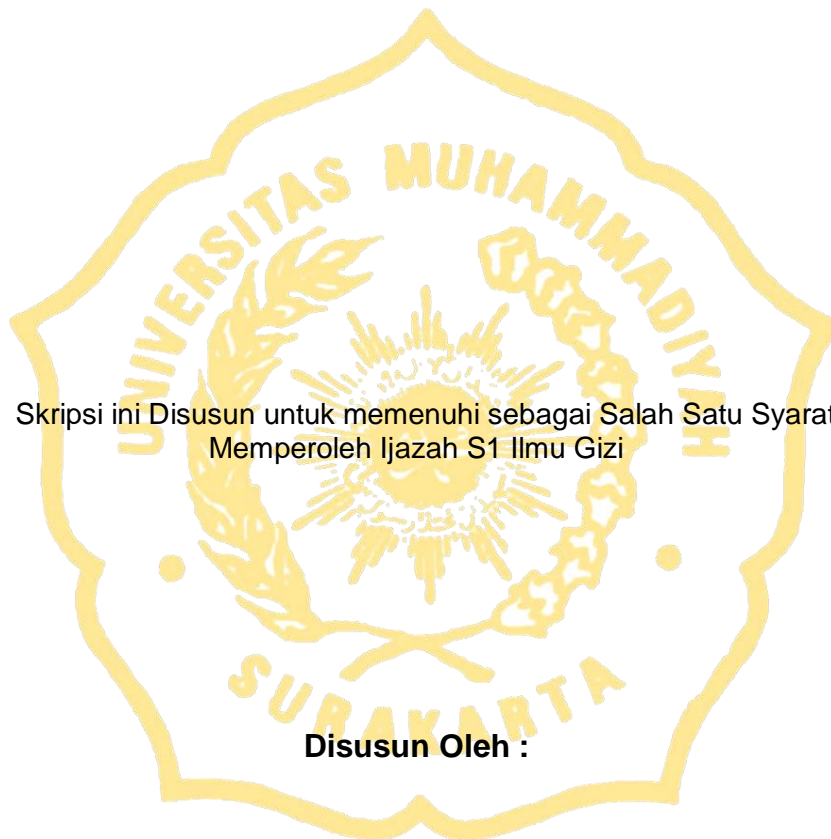 UNIVERSITAS MUHAMMADIYAH
Skripsi ini Disusun untuk memenuhi sebagai Salah Satu Syarat
Memperoleh Ijazah S1 Ilmu Gizi
SURAKARTA
Disusun Oleh :